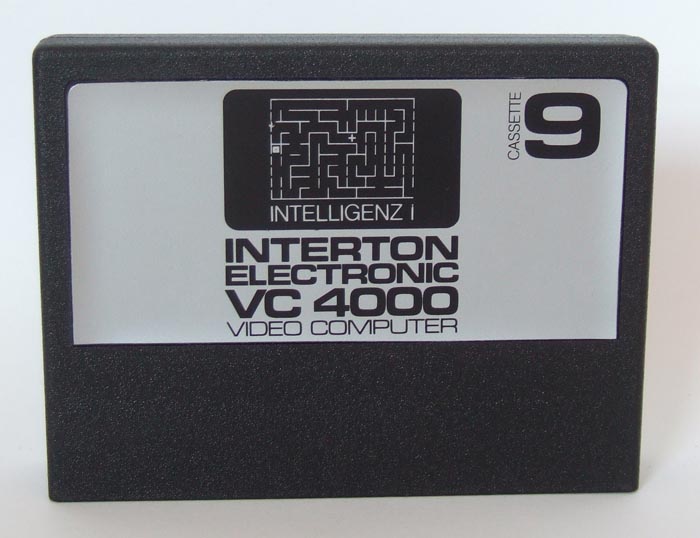 INTELLIGENZ i
INTERTON
ELECTRONIC
VC 4000
VIDEO COMPUTER
CASSETTE 9